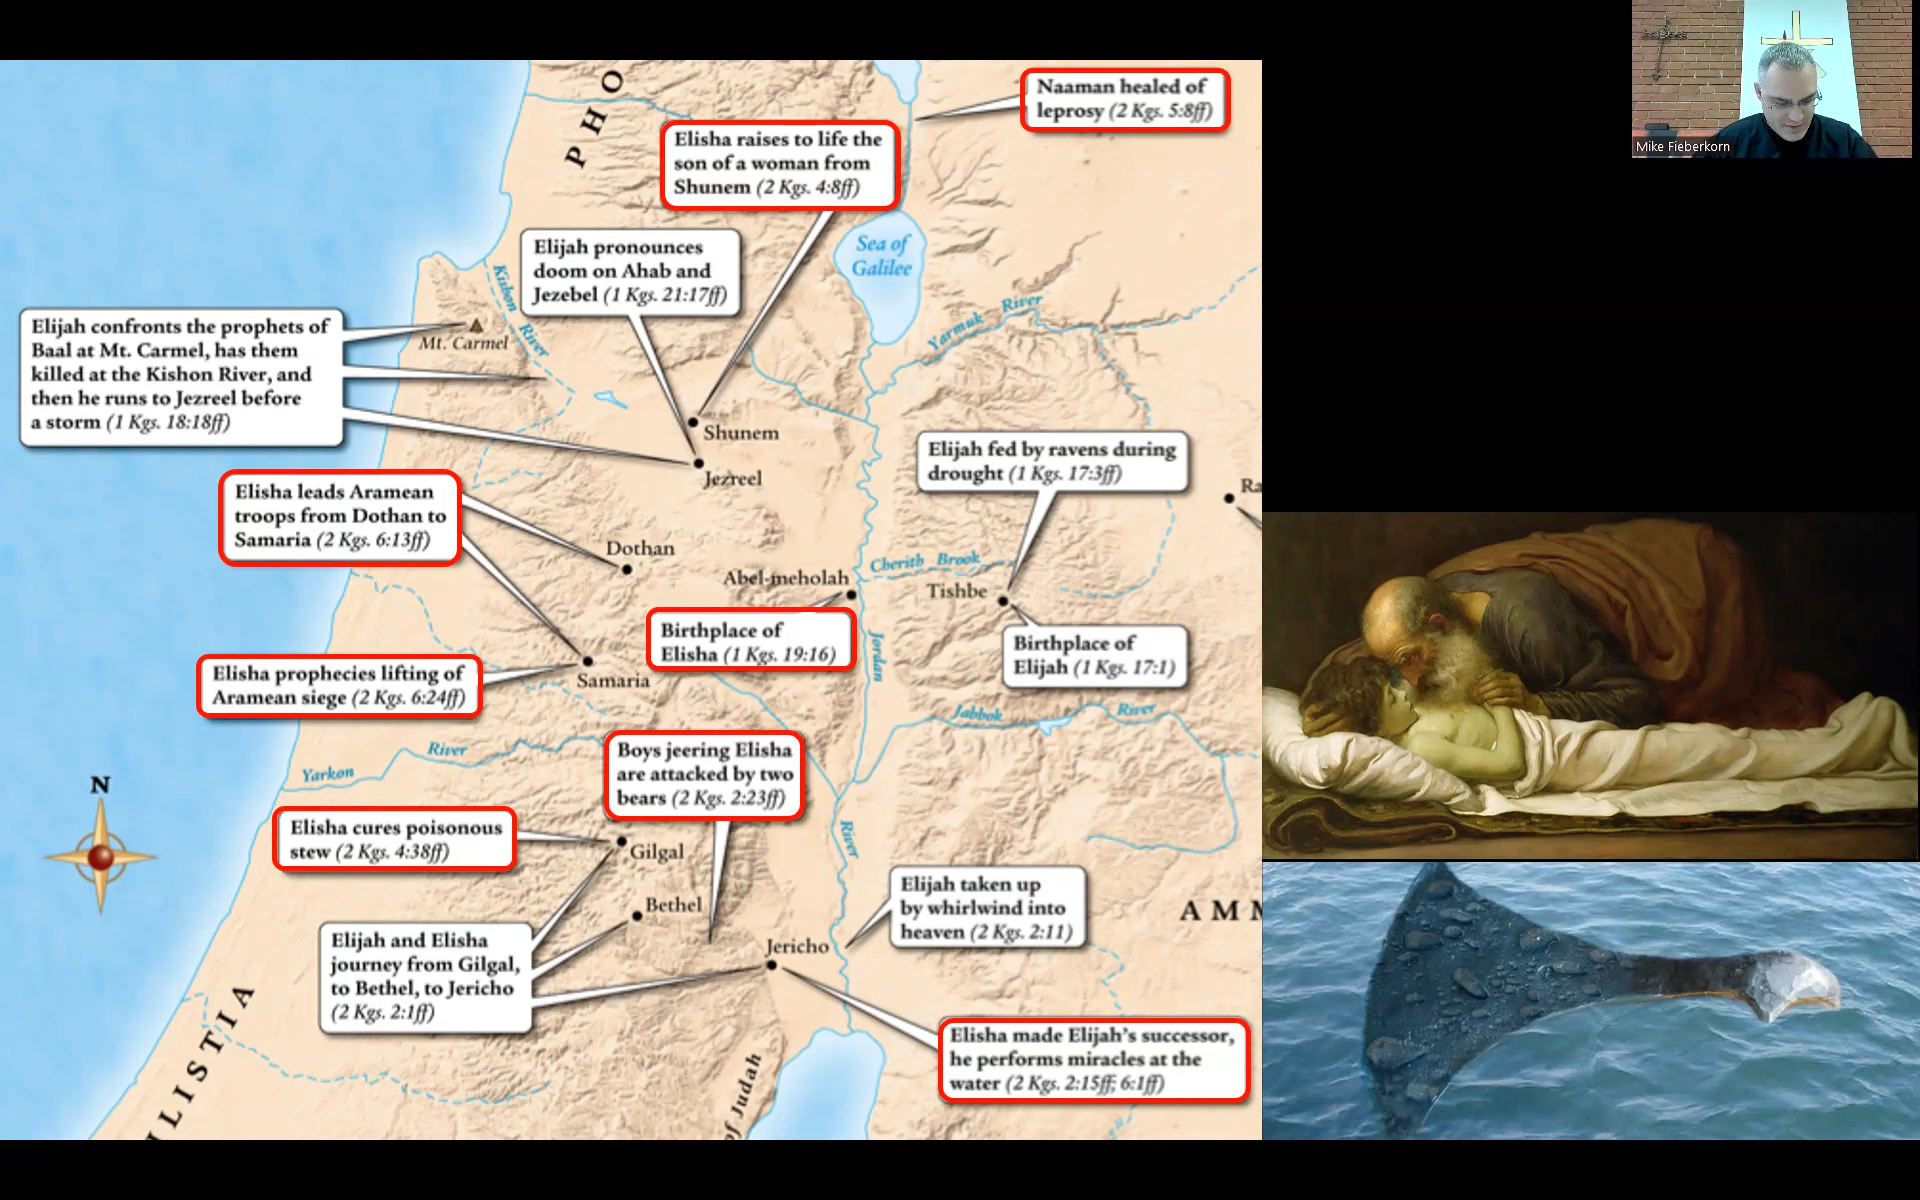 PHO
Naaman healed of
leprosy (2 Kgs. 5:8ff)
Mike Fieberkorn
Elisha raises to life the
son of a woman from
Shunem (2 Kgs. 4:8ff)
Elijah pronounces
doom on Ahab and
Jezebel (1 Kgs. 21:17ff)
Sea of
Galilee
Kishon River
Yarmuk River
Elijah confronts the prophets of
Baal at Mt. Carmel, has them
killed at the Kishon River, and
then he runs to Jezreel before
a storm (1 Kgs. 18:18ff)
Mt. Carmel
Shunem
Jezreel
Elijah fed by ravens during
drought (1 Kgs. 17:3ff)
Ra
Elisha leads Aramean
troops from Dothan to
Samaria (2 Kgs. 6:13ff)
Dothan
Abel-meholah
Cherith Brook
Tishbe
Birthplace of
Elisha (1 Kgs. 19:16)
Jordan
Birthplace of
Elijah (1 Kgs. 17:1)
Elisha prophecies lifting of
Aramean siege (2 Kgs. 6:24ff)
Samaria
Jabbok River
Yarkon River
Boys jeering Elisha
are attacked by two
bears (2 Kgs. 2:23ff)
N
River
Elisha cures poisonous
stew (2 Kgs. 4:38ff)
Gilgal
Bethel
Elijah taken up
by whirlwind into
heaven (2 Kgs. 2:11)
AMM
Elijah and Elisha
journey from Gilgal,
to Bethel, to Jericho
(2 Kgs. 2:1ff)
Jericho
Elisha made Elijah's successor,
he performs miracles at the
water (2 Kgs. 2:15ff; 6:1ff)
ILISTIA
of Judah